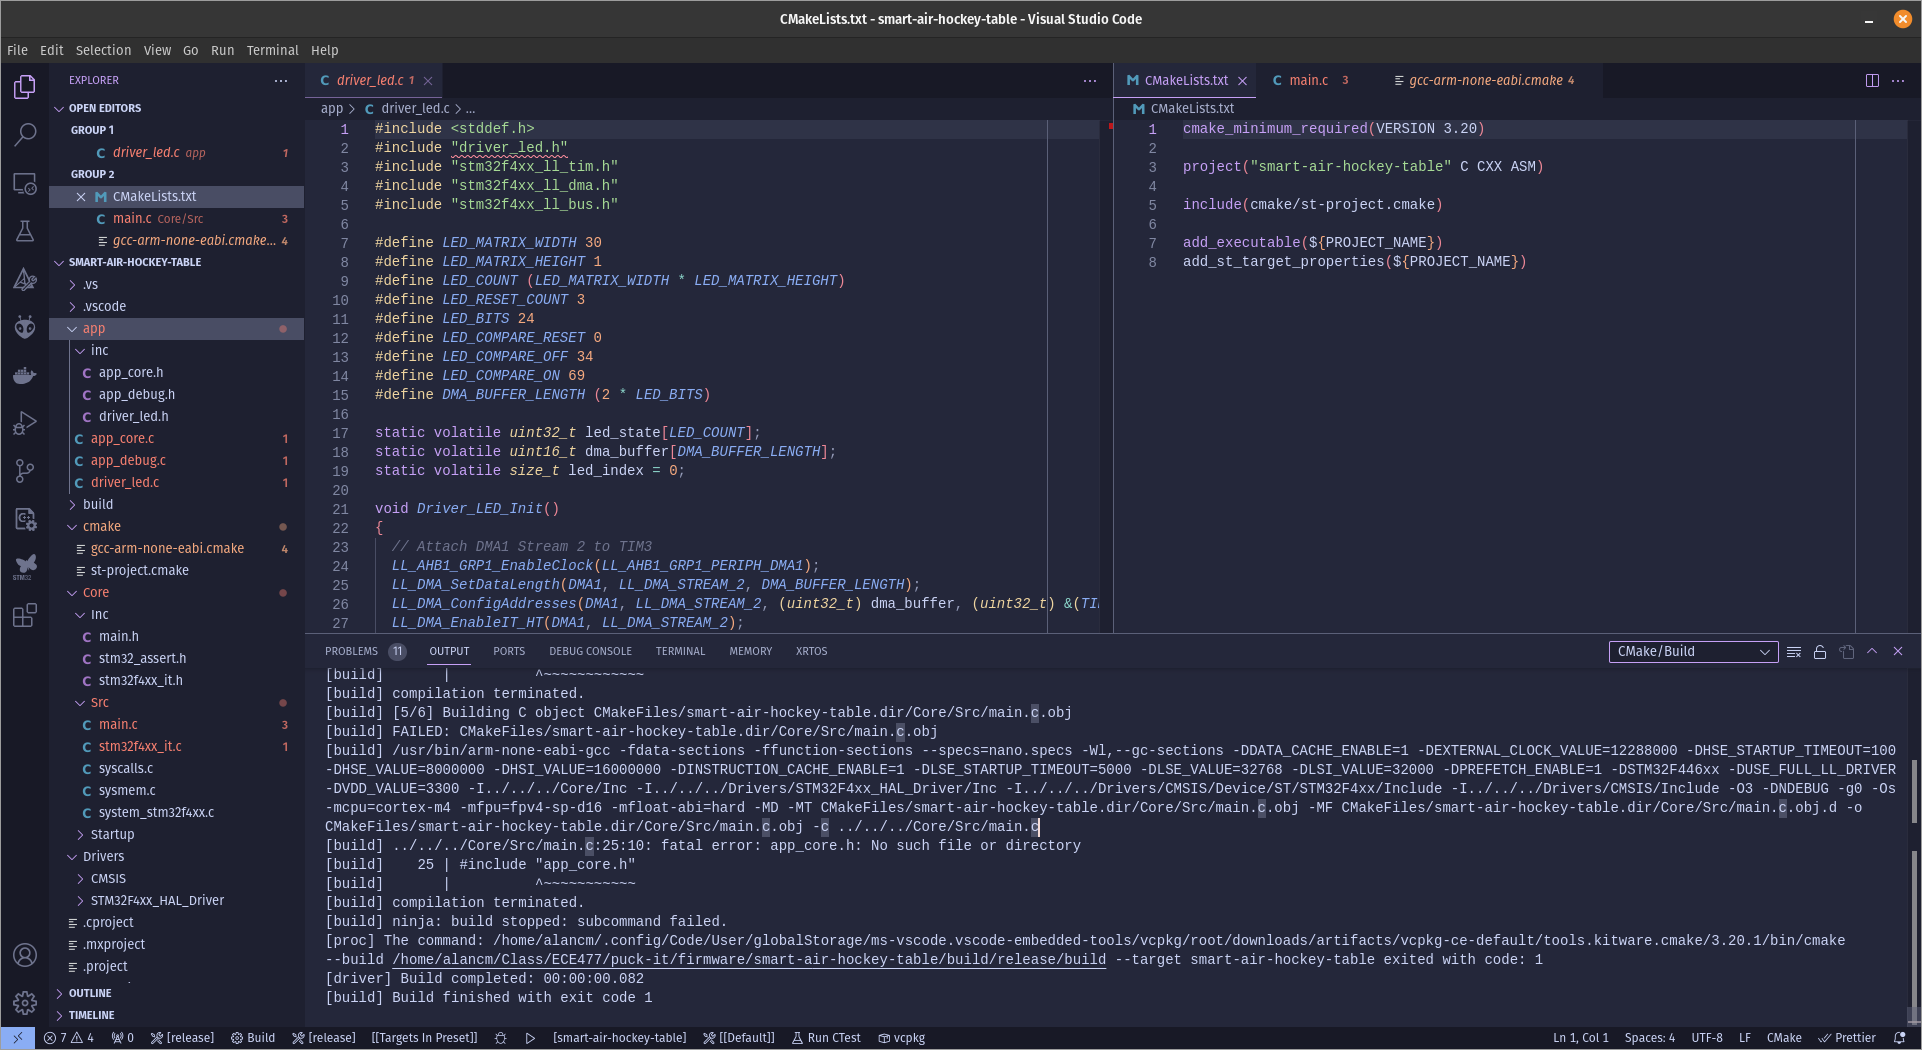 CMakeLists.txt - smart-air-hockey-table - Visual Studio Code
File Edit Selection View Go Run Terminal Help
EXPLORER
OPEN EDITORS
GROUP 1
driver_led.c app 1
GROUP 2
CMakeLists.txt
main.c Core/Src 3
gcc-arm-none-eabi.cmake... 4
SMART-AIR-HOCKEY-TABLE
.vs
.vscode
app
inc
app_core.h
app_debug.h
driver_led.h
app_core.c 1
app_debug.c 1
driver_led.c 1
build
cmake
gcc-arm-none-eabi.cmake 4
st-project.cmake
Core
Inc
main.h
stm32_assert.h
stm32f4xx_it.h
Src
main.c 3
stm32f4xx_it.c 1
syscalls.c
sysmem.c
system_stm32f4xx.c
Startup
Drivers
CMSIS
STM32F4xx_HAL_Driver
.cproject
.mxproject
.project
OUTLINE
TIMELINE
STM32
driver_led.c 1
app > driver_led.c > ...
1 #include <stddef.h>
2 #include "driver_led.h"
3 #include "stm32f4xx_ll_tim.h"
4 #include "stm32f4xx_ll_dma.h"
5 #include "stm32f4xx_ll_bus.h"
6
7 #define LED_MATRIX_WIDTH 30
8 #define LED_MATRIX_HEIGHT 1
9 #define LED_COUNT (LED_MATRIX_WIDTH * LED_MATRIX_HEIGHT)
10 #define LED_RESET_COUNT 3
11 #define LED_BITS 24
12 #define LED_COMPARE_RESET 0
13 #define LED_COMPARE_OFF 34
14 #define LED_COMPARE_ON 69
15 #define DMA_BUFFER_LENGTH (2 * LED_BITS)
16
17 static volatile uint32_t led_state[LED_COUNT];
18 static volatile uint16_t dma_buffer[DMA_BUFFER_LENGTH];
19 static volatile size_t led_index = 0;
20
21 void Driver_LED_Init()
22 {
23 // Attach DMA1 Stream 2 to TIM3
24 LL_AHB1_GRP1_EnableClock(LL_AHB1_GRP1_PERIPH_DMA1);
25 LL_DMA_SetDataLength(DMA1, LL_DMA_STREAM_2, DMA_BUFFER_LENGTH);
26 LL_DMA_ConfigAddresses(DMA1, LL_DMA_STREAM_2, (uint32_t) dma_buffer, (uint32_t) &(TI
27 LL_DMA_EnableIT_HT(DMA1, LL_DMA_STREAM_2);
CMakeLists.txt main.c 3 gcc-arm-none-eabi.cmake 4
CMakeLists.txt
1 cmake_minimum_required(VERSION 3.20)
2
3 project("smart-air-hockey-table" C CXX ASM)
4
5 include(cmake/st-project.cmake)
6
7 add_executable(${PROJECT_NAME})
8 add_st_target_properties(${PROJECT_NAME})
PROBLEMS 11 OUTPUT PORTS DEBUG CONSOLE TERMINAL MEMORY XRTOS CMake/Build
[build] | ^~~~~~~~~~~~~
[build] compilation terminated.
[build] [5/6] Building C object CMakeFiles/smart-air-hockey-table.dir/Core/Src/main.c.obj
[build] FAILED: CMakeFiles/smart-air-hockey-table.dir/Core/Src/main.c.obj
[build] /usr/bin/arm-none-eabi-gcc -fdata-sections -ffunction-sections --specs=nano.specs -Wl,--gc-sections -DDATA_CACHE_ENABLE=1 -DEXTERNAL_CLOCK_VALUE=12288000 -DHSE_STARTUP_TIMEOUT=100
-DHSE_VALUE=8000000 -DHSI_VALUE=16000000 -DINSTRUCTION_CACHE_ENABLE=1 -DLSE_STARTUP_TIMEOUT=5000 -DLSE_VALUE=32768 -DLSI_VALUE=32000 -DPREFETCH_ENABLE=1 -DSTM32F446xx -DUSE_FULL_LL_DRIVER
-DVDD_VALUE=3300 -I../../../Core/Inc -I../../../Drivers/STM32F4xx_HAL_Driver/Inc -I../../../Drivers/CMSIS/Device/ST/STM32F4xx/Include -I../../../Drivers/CMSIS/Include -O3 -DNDEBUG -g0 -Os
-mcpu=cortex-m4 -mfpu=fpv4-sp-d16 -mfloat-abi=hard -MD -MT CMakeFiles/smart-air-hockey-table.dir/Core/Src/main.c.obj -MF CMakeFiles/smart-air-hockey-table.dir/Core/Src/main.c.obj.d -o
CMakeFiles/smart-air-hockey-table.dir/Core/Src/main.c.obj -c ../../../Core/Src/main.c
[build] ../../../Core/Src/main.c:25:10: fatal error: app_core.h: No such file or directory
[build] 25 | #include "app_core.h"
[build] | ^~~~~~~~~~~~
[build] compilation terminated.
[build] ninja: build stopped: subcommand failed.
[proc] The command: /home/alancm/.config/Code/User/globalStorage/ms-vscode.vscode-embedded-tools/vcpkg/root/downloads/artifacts/vcpkg-ce-default/tools.kitware.cmake/3.20.1/bin/cmake
--build /home/alancm/Class/ECE477/puck-it/firmware/smart-air-hockey-table/build/release/build --target smart-air-hockey-table exited with code: 1
[driver] Build completed: 00:00:00.082
[build] Build finished with exit code 1
7 4 0 [release] Build [release] [[Targets In Preset]] [smart-air-hockey-table] [[Default]] Run CTest vcpkg Ln 1, Col 1 Spaces: 4 UTF-8 LF CMake Prettier